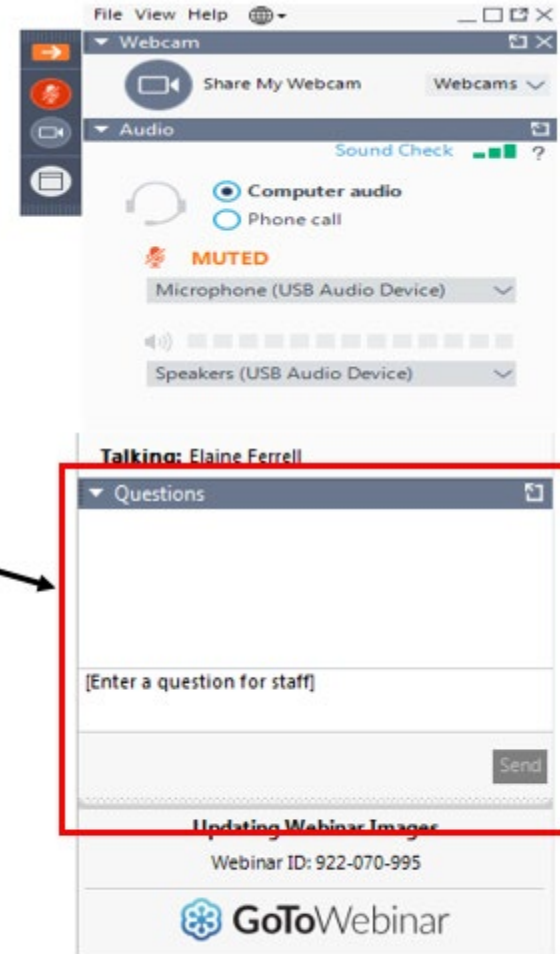 File View Help
Webcam
Share My Webcam Webcams
Audio
Sound Check ?
Computer audio
Phone call
MUTED
Microphone (USB Audio Device)
Speakers (USB Audio Device)
Talking: Elaine Ferrell
Questions
[Enter a question for staff]
Send
Updating Webinar Images
Webinar ID: 922-070-995
GoToWebinar